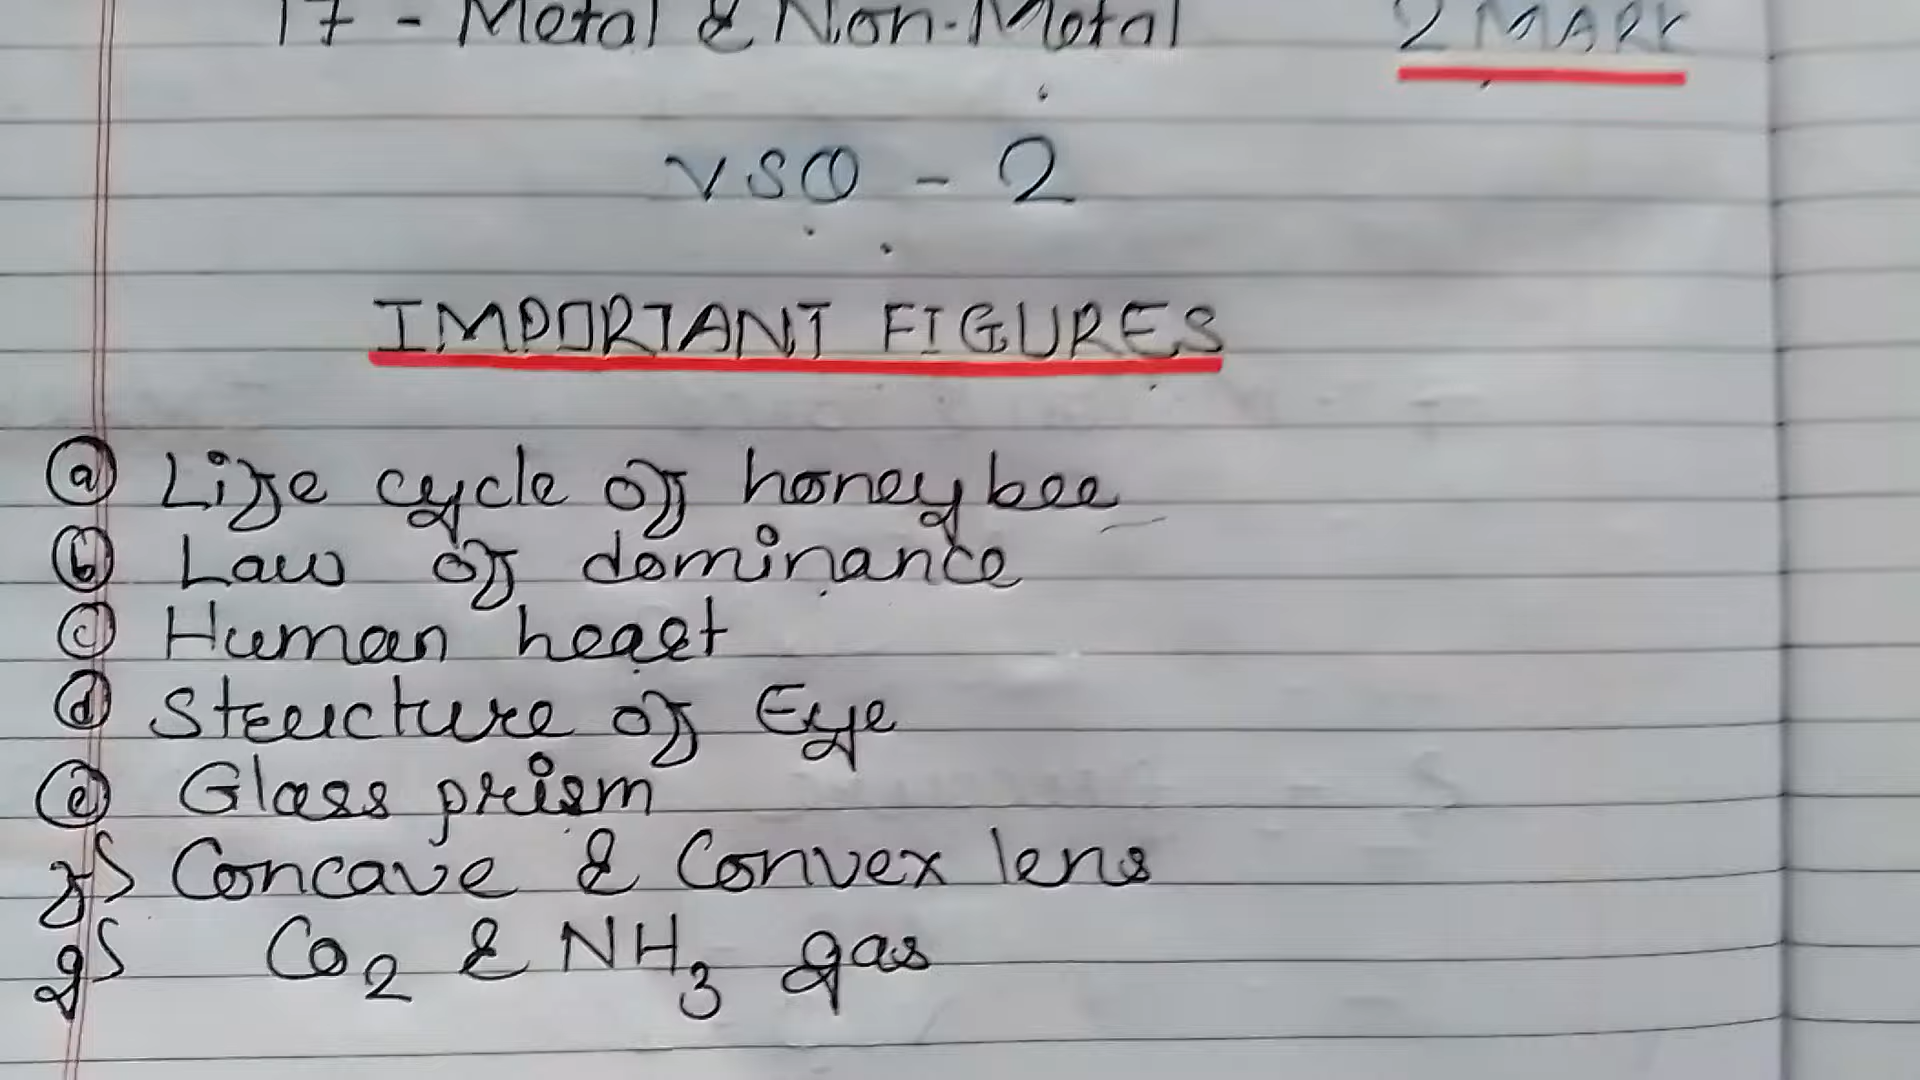 17 - Metal & Non-Metal 2 MARK
VSQ - 2
IMPORTANT FIGURES
a Life cycle of honeybee
b Law of dominance
c Human heart
d Structure of Eye
e Glass prism
f> Concave & Convex lens
g> Co2 & NH3 gas